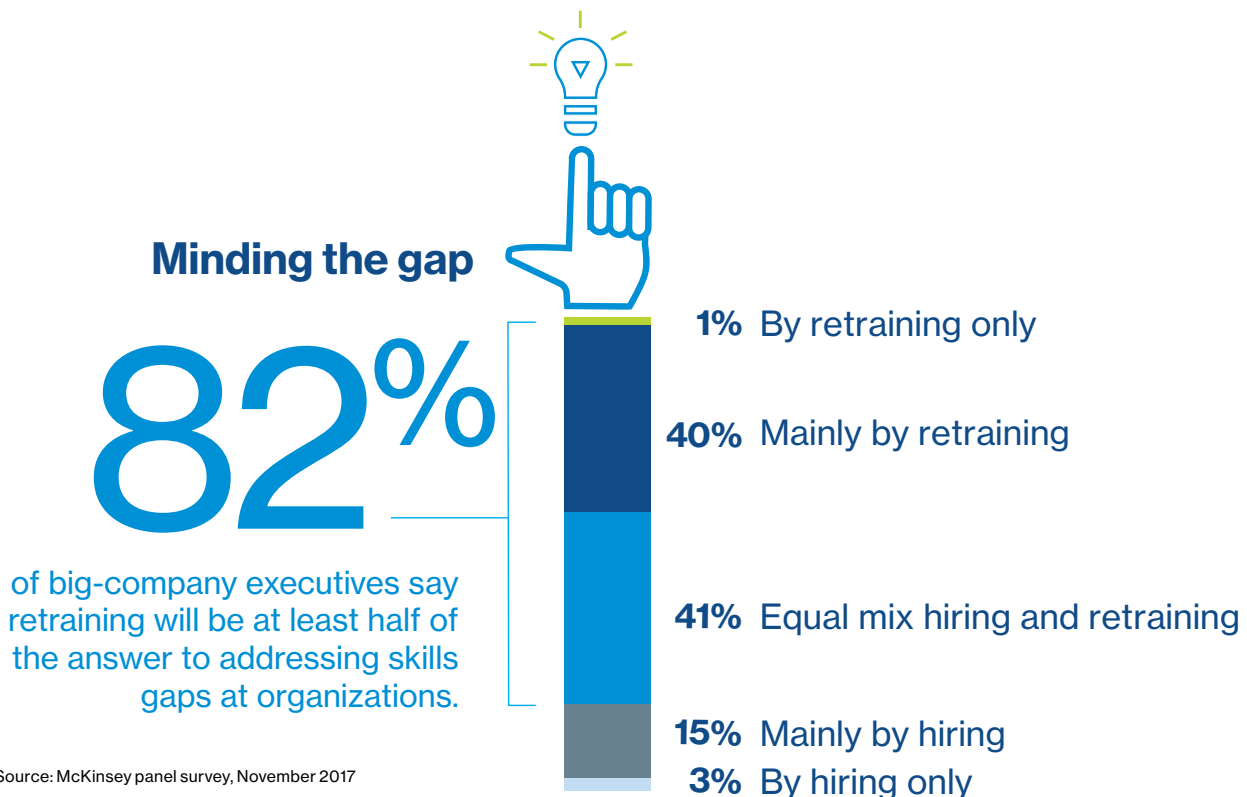 Minding the gap
82%
of big-company executives say
retraining will be at least half of
the answer to addressing skills
gaps at organizations.
1% By retraining only
40% Mainly by retraining
41% Equal mix hiring and retraining
15% Mainly by hiring
3% By hiring only
Source: McKinsey panel survey, November 2017